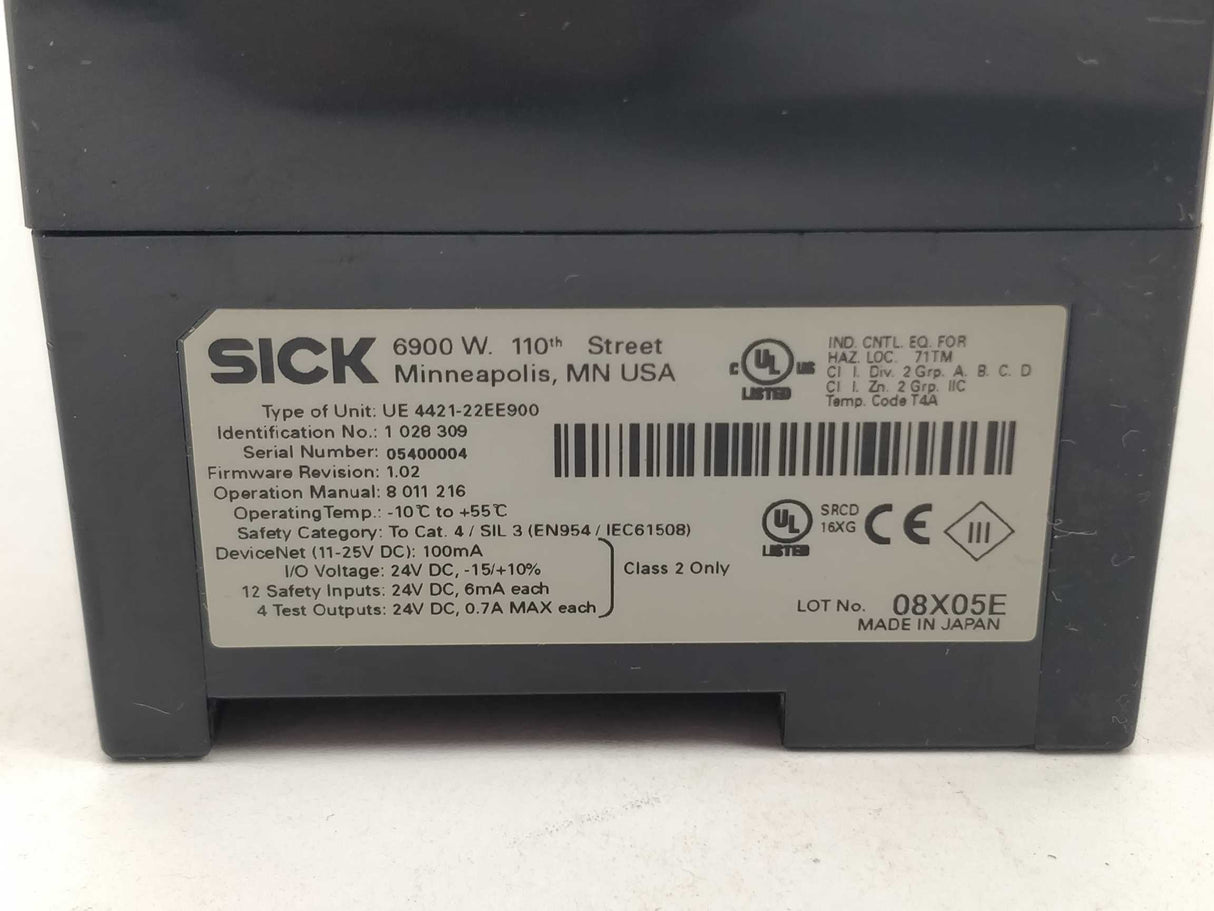 SICK
6900 W. 110th Street
Minneapolis, MN USA
Type of Unit: UE 4421-22EE900
Identification No.: 1 028 309
Serial Number: 05400004
Firmware Revision: 1.02
Operation Manual: 8 011 216
Operating Temp.: -10℃ to +55℃
Safety Category: To Cat. 4 / SIL 3 (EN954 / IEC61508)
DeviceNet (11-25V DC): 100mA
I/O Voltage: 24V DC, -15/+10%
12 Safety Inputs: 24V DC, 6mA each
4 Test Outputs: 24V DC, 0.7A MAX each
Class 2 Only
C UL US
LISTED
IND. CNTL. EQ. FOR
HAZ. LOC. 71TM
Cl I. Div. 2 Grp. A. B. C. D
Cl I. Zn. 2 Grp. IIC
Temp. Code T4A
UL
LISTED
SRCD
16XG
CE
III
LOT No. 08X05E
MADE IN JAPAN